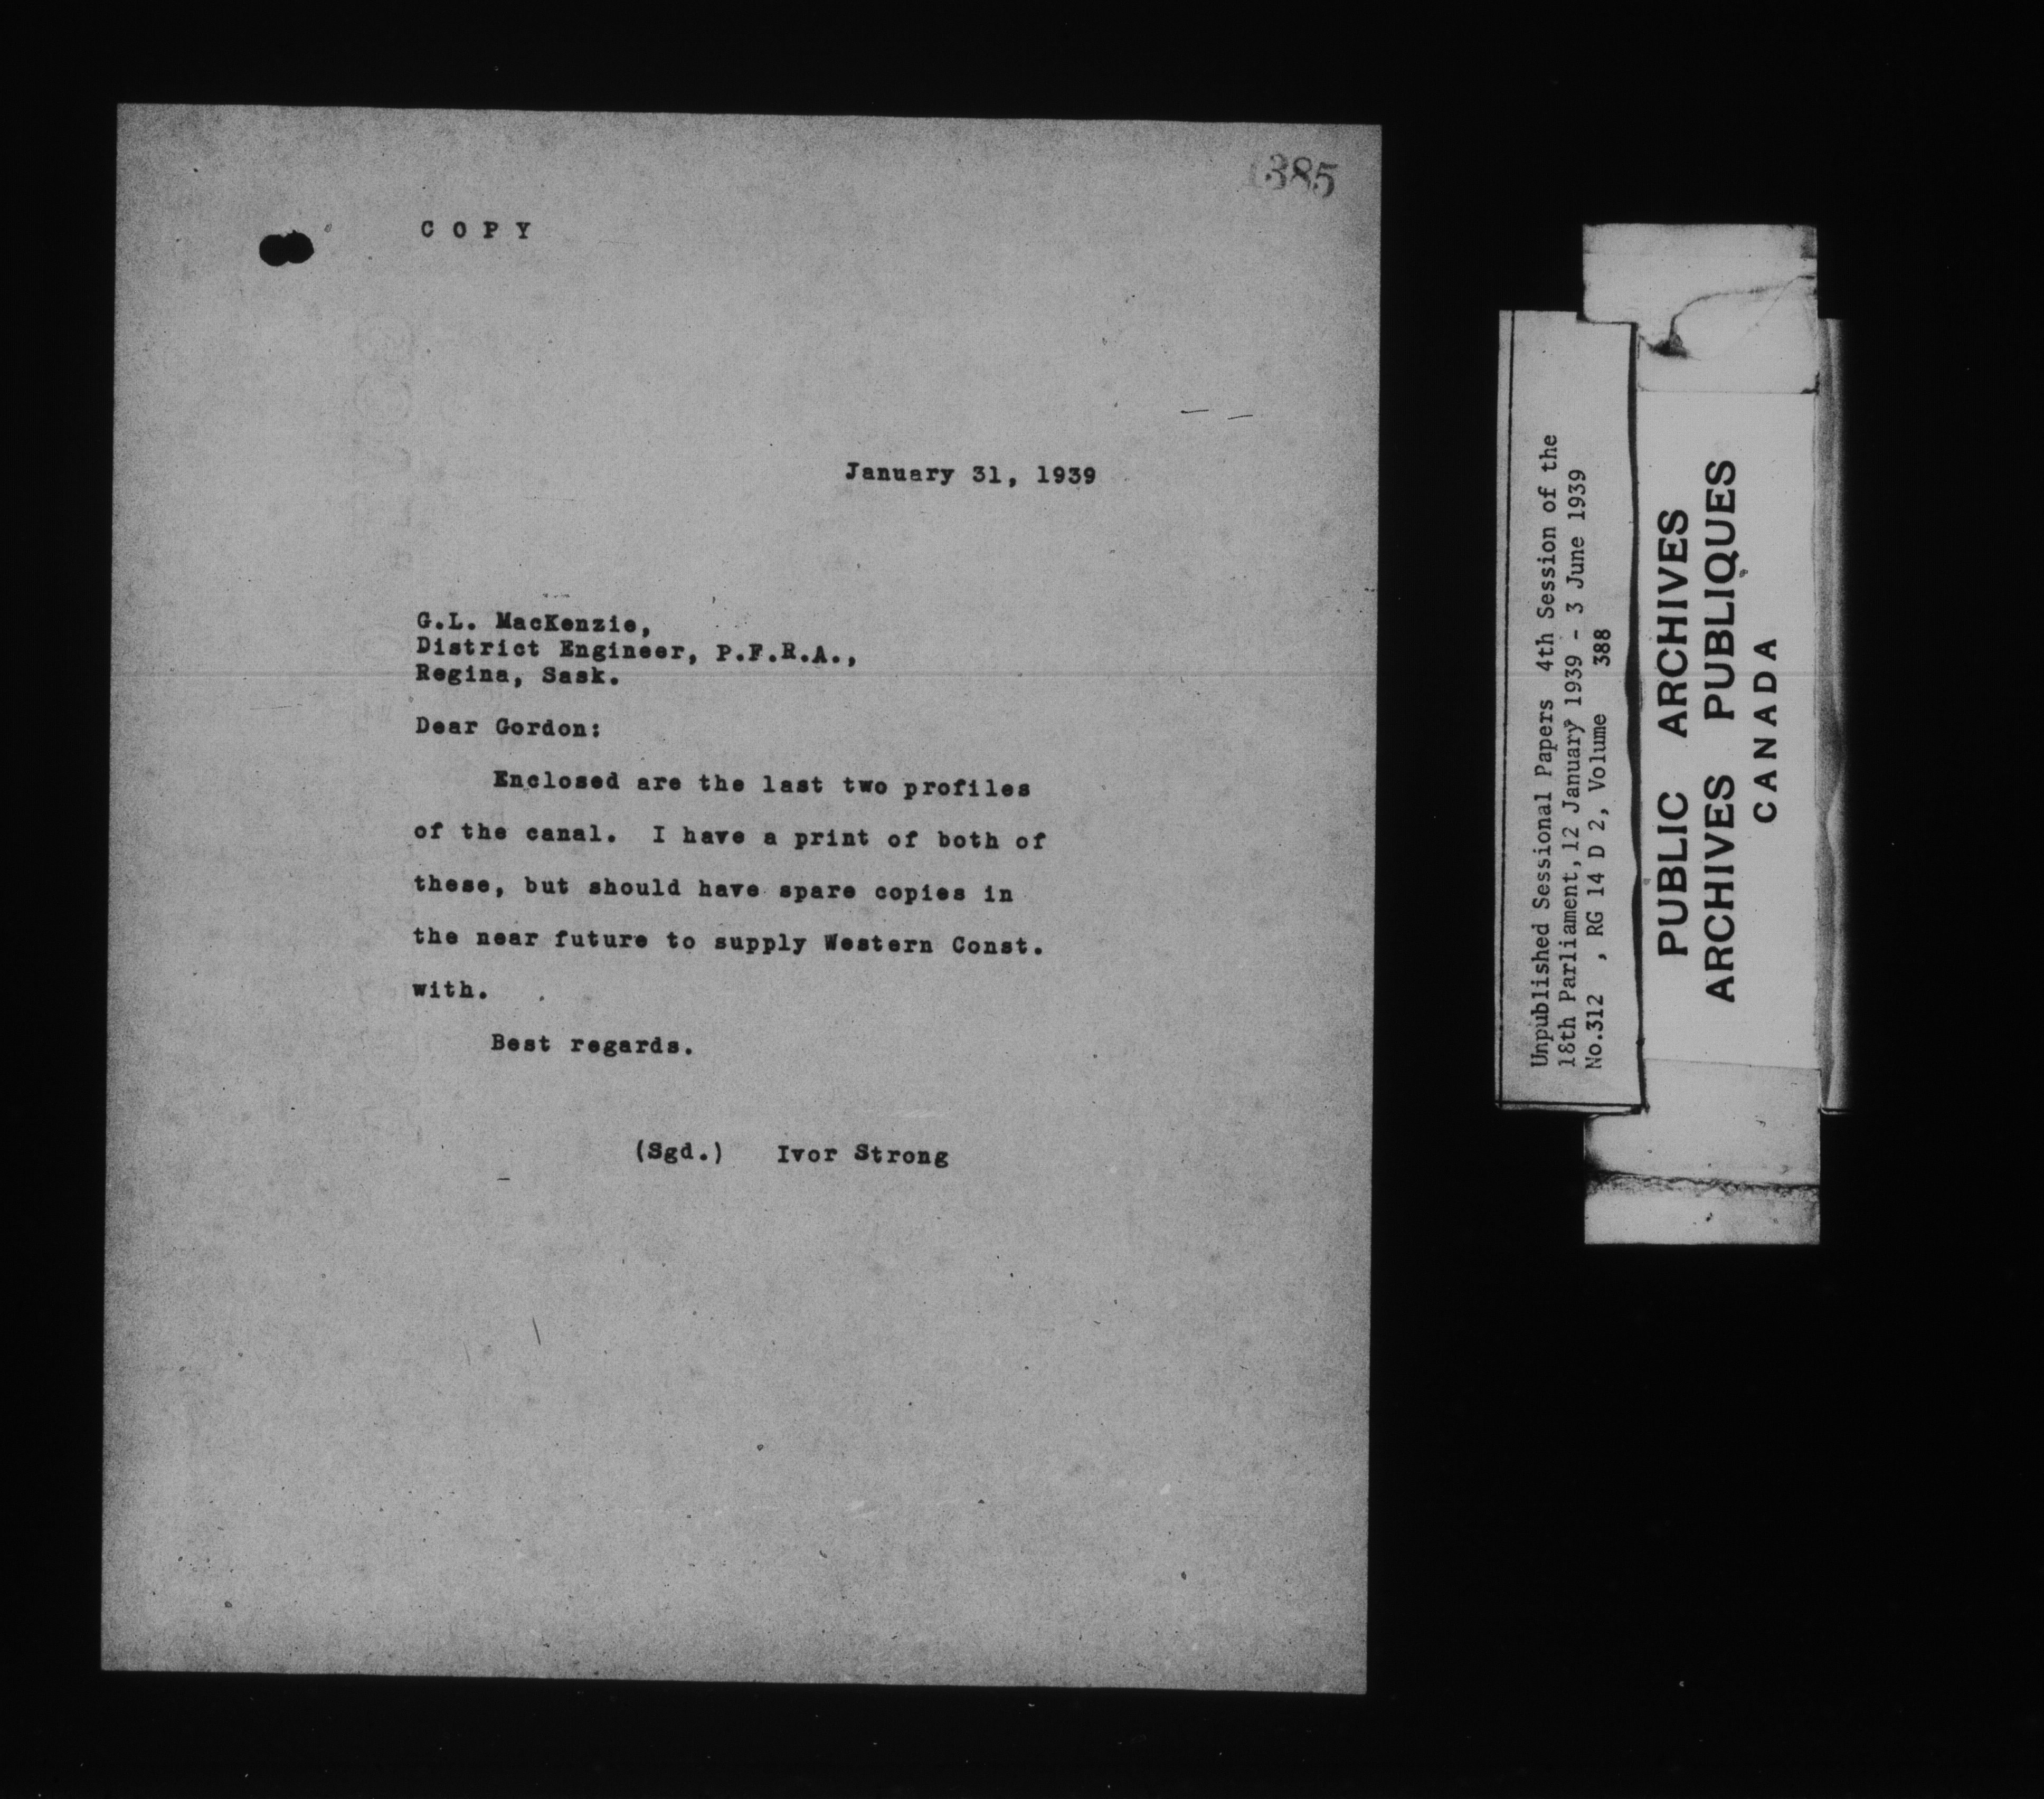 1385
C O P Y
January 31, 1939
G.L. MacKenzie,
District Engineer, P.F.R.A.,
Regina, Sask.
Dear Gordon:
Enclosed are the last two profiles
of the canal. I have a print of both of
these, but should have spare copies in
the near future to supply Western Const.
with.
Best regards.
(Sgd.) Ivor Strong
Unpublished Sessional Papers 4th Session of the
18th Parliament, 12 January 1939 - 3 June 1939
No.312 , RG 14 D 2, Volume 388
PUBLIC ARCHIVES
ARCHIVES PUBLIQUES
CANADA